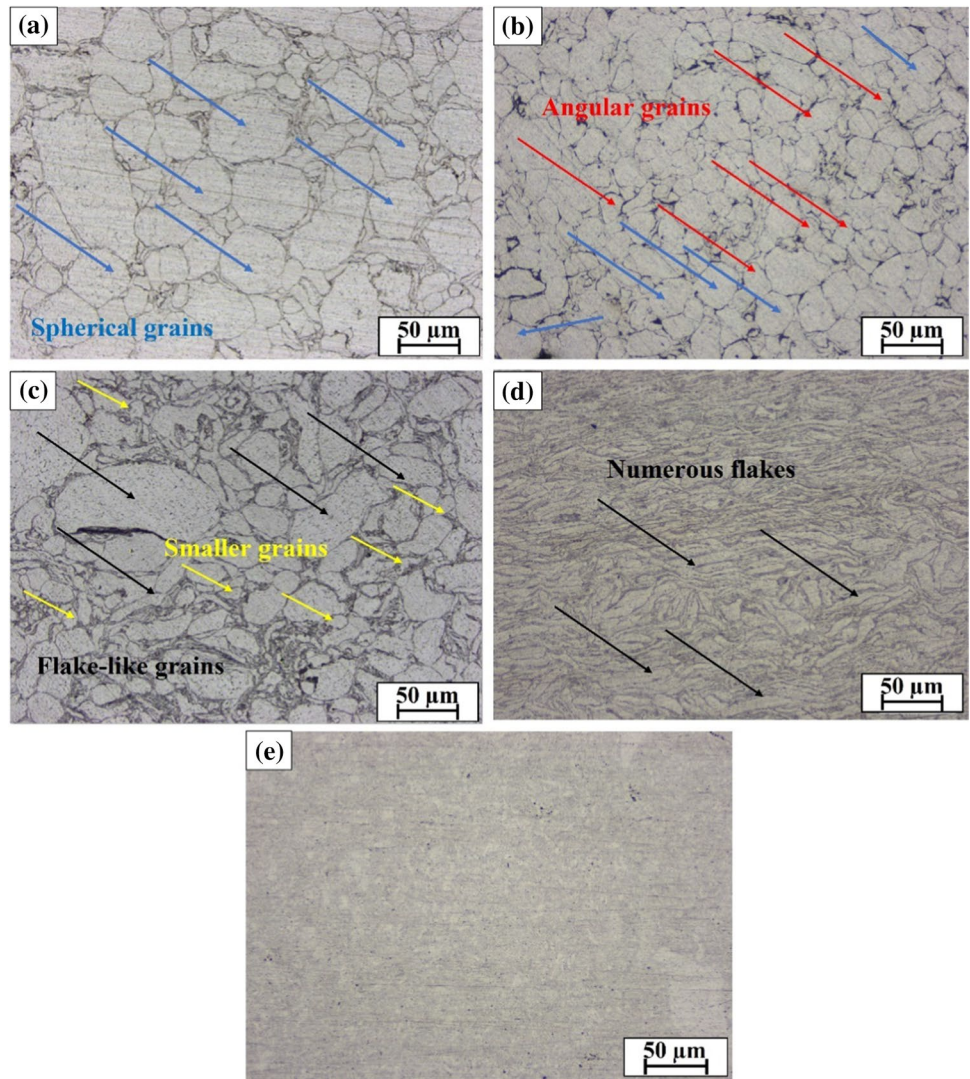 (a)
Spherical grains
50 µm
(b)
Angular grains
50 µm
(c)
Smaller grains
Flake-like grains
50 µm
(d)
Numerous flakes
50 µm
(e)
50 µm